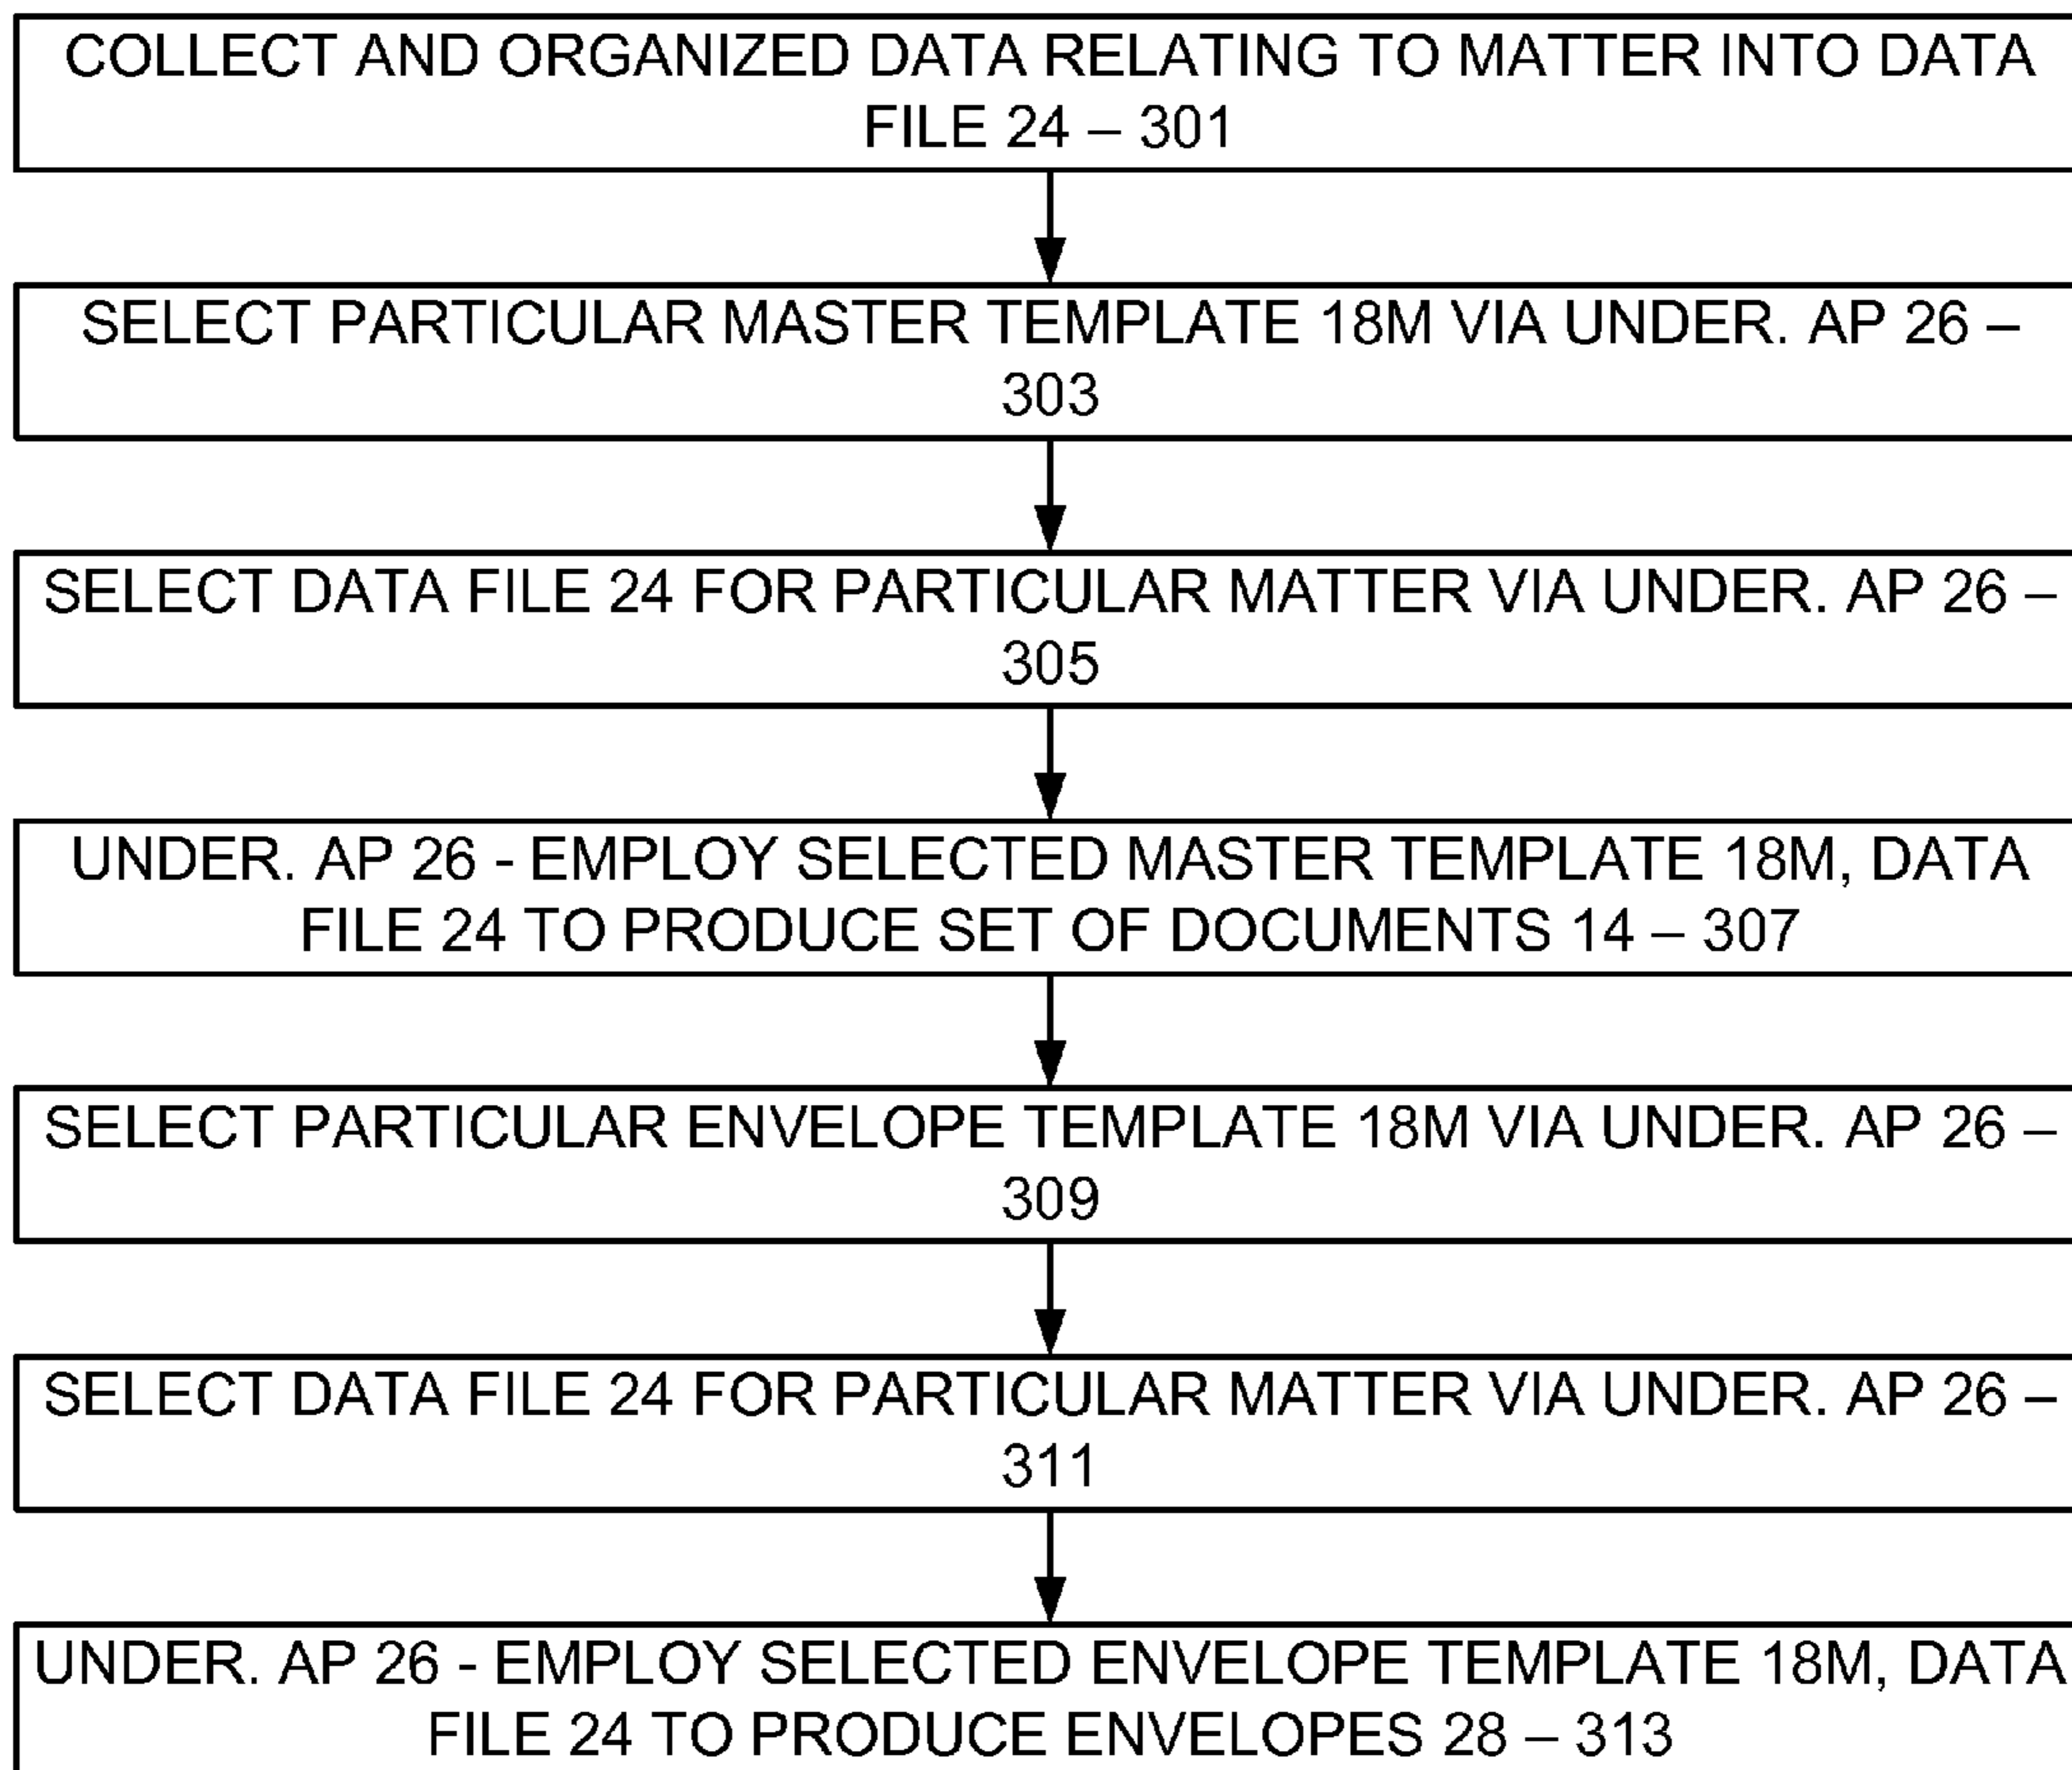 COLLECT AND ORGANIZED DATA RELATING TO MATTER INTO DATA
FILE 24 – 301
SELECT PARTICULAR MASTER TEMPLATE 18M VIA UNDER. AP 26 –
303
SELECT DATA FILE 24 FOR PARTICULAR MATTER VIA UNDER. AP 26 –
305
UNDER. AP 26 - EMPLOY SELECTED MASTER TEMPLATE 18M, DATA
FILE 24 TO PRODUCE SET OF DOCUMENTS 14 – 307
SELECT PARTICULAR ENVELOPE TEMPLATE 18M VIA UNDER. AP 26 –
309
SELECT DATA FILE 24 FOR PARTICULAR MATTER VIA UNDER. AP 26 –
311
UNDER. AP 26 - EMPLOY SELECTED ENVELOPE TEMPLATE 18M, DATA
FILE 24 TO PRODUCE ENVELOPES 28 – 313